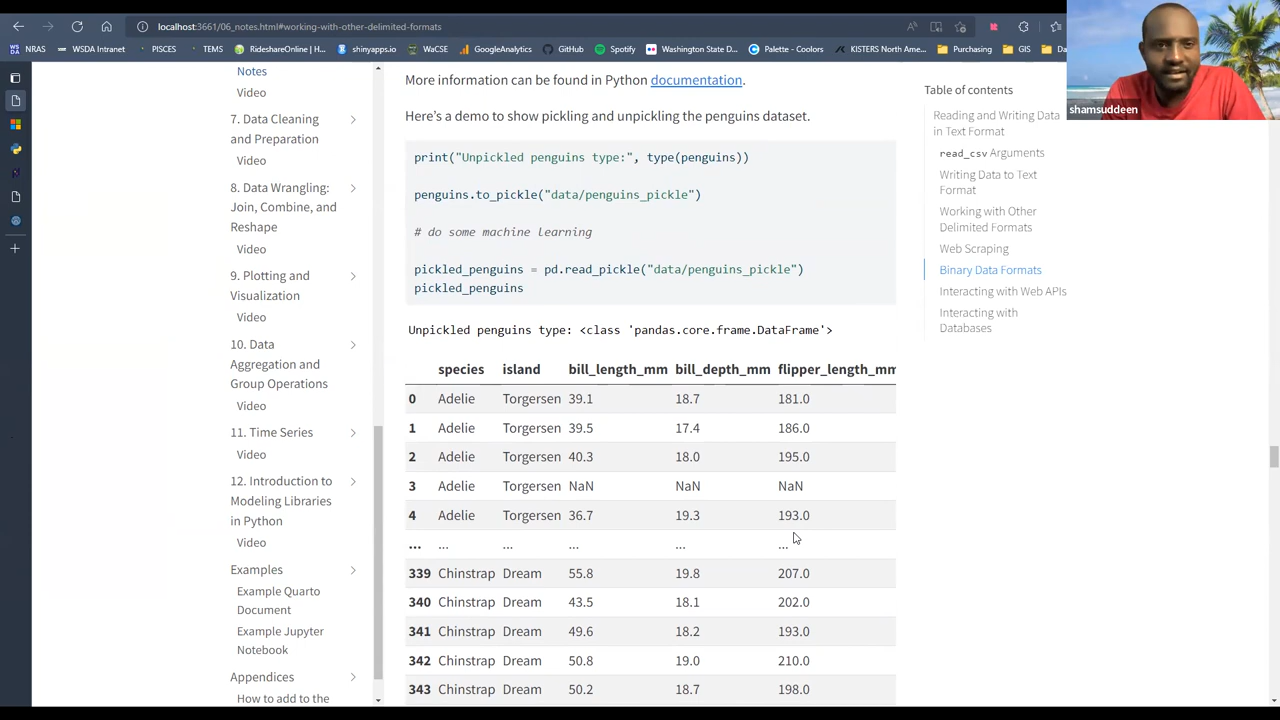 localhost:3661/06_notes.html#working-with-other-delimited-formats
NRAS WSDA Intranet PISCES TEMS RideshareOnline | H... shinyapps.io WaCSE GoogleAnalytics GitHub Spotify Washington State D... Palette - Coolors KISTERS North Ame... Purchasing GIS Da
shamsuddeen
Notes
Video
7. Data Cleaning
and Preparation
Video
8. Data Wrangling:
Join, Combine, and
Reshape
Video
9. Plotting and
Visualization
Video
10. Data
Aggregation and
Group Operations
Video
11. Time Series
Video
12. Introduction to
Modeling Libraries
in Python
Video
Examples
Example Quarto
Document
Example Jupyter
Notebook
Appendices
How to add to the
More information can be found in Python documentation.
Here's a demo to show pickling and unpickling the penguins dataset.
print("Unpickled penguins type:", type(penguins))
penguins.to_pickle("data/penguins_pickle")
# do some machine learning
pickled_penguins = pd.read_pickle("data/penguins_pickle")
pickled_penguins
Unpickled penguins type: <class 'pandas.core.frame.DataFrame'>
species island bill_length_mm bill_depth_mm flipper_length_mm
0 Adelie Torgersen 39.1 18.7 181.0
1 Adelie Torgersen 39.5 17.4 186.0
2 Adelie Torgersen 40.3 18.0 195.0
3 Adelie Torgersen NaN NaN NaN
4 Adelie Torgersen 36.7 19.3 193.0
... ... ... ... ... ...
339 Chinstrap Dream 55.8 19.8 207.0
340 Chinstrap Dream 43.5 18.1 202.0
341 Chinstrap Dream 49.6 18.2 193.0
342 Chinstrap Dream 50.8 19.0 210.0
343 Chinstrap Dream 50.2 18.7 198.0
Table of contents
Reading and Writing Data
in Text Format
read_csv Arguments
Writing Data to Text
Format
Working with Other
Delimited Formats
Web Scraping
Binary Data Formats
Interacting with Web APIs
Interacting with
Databases